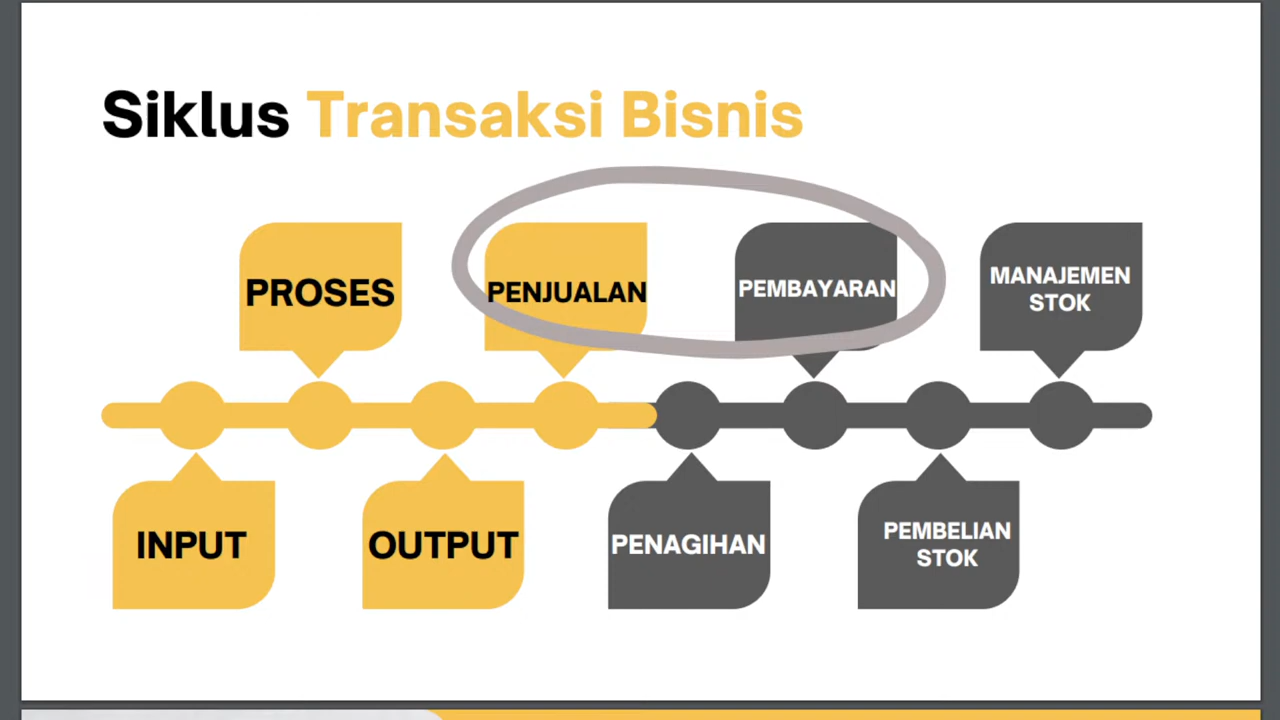 Siklus Transaksi Bisnis
PROSES
PENJUALAN
PEMBAYARAN
MANAJEMEN
STOK
INPUT
OUTPUT
PENAGIHAN
PEMBELIAN
STOK